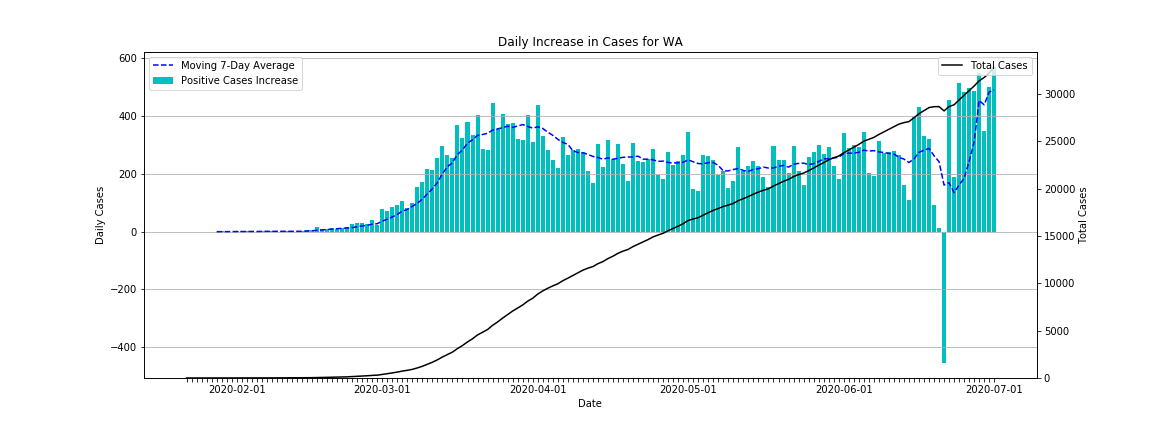 Daily Increase in Cases for WA
Moving 7-Day Average
Positive Cases Increase
Total Cases
600
400
200
0
−200
−400
Daily Cases
30000
25000
20000
15000
10000
5000
0
Total Cases
2020-02-01 2020-03-01 2020-04-01 2020-05-01 2020-06-01 2020-07-01
Date